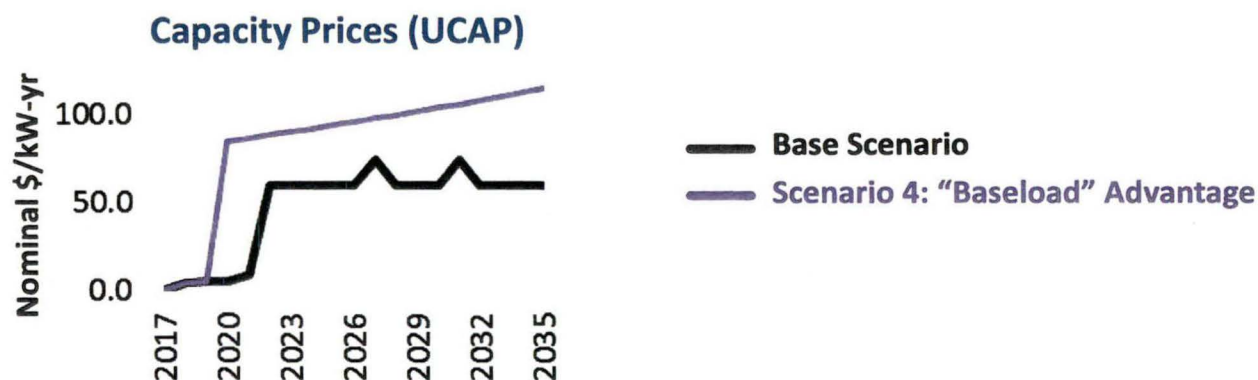 Capacity Prices (UCAP)
Nominal $/kW-yr
100.0
50.0
0.0
2017
2020
2023
2026
2029
2032
2035
Base Scenario
Scenario 4: “Baseload” Advantage